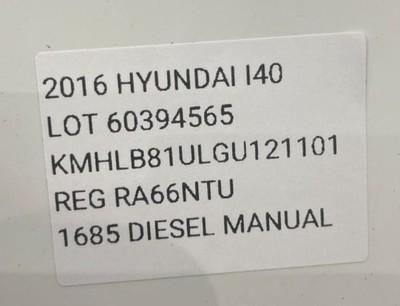 2016 HYUNDAI I40
LOT 60394565
KMHLB81ULGU121101
REG RA66NTU
1685 DIESEL MANUAL